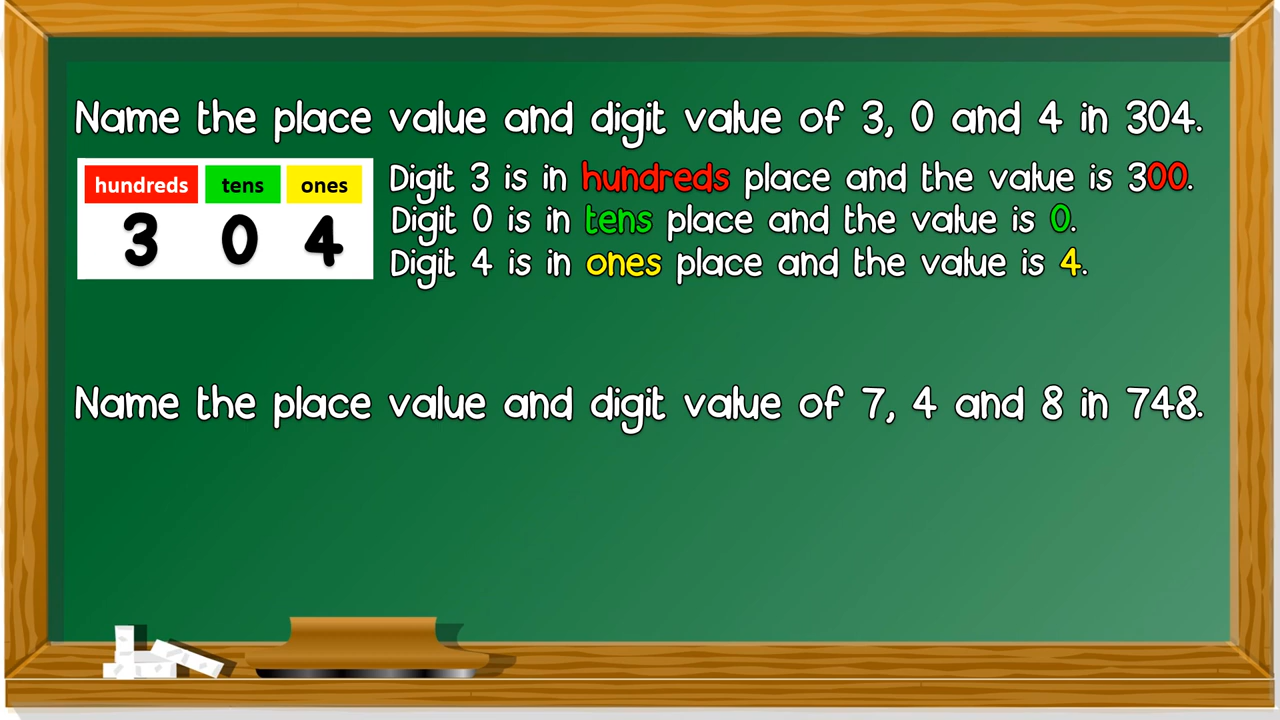 Name the place value and digit value of 3, 0 and 4 in 304.
hundreds tens ones
3 0 4
Digit 3 is in hundreds place and the value is 300.
Digit 0 is in tens place and the value is 0.
Digit 4 is in ones place and the value is 4.
Name the place value and digit value of 7, 4 and 8 in 748.